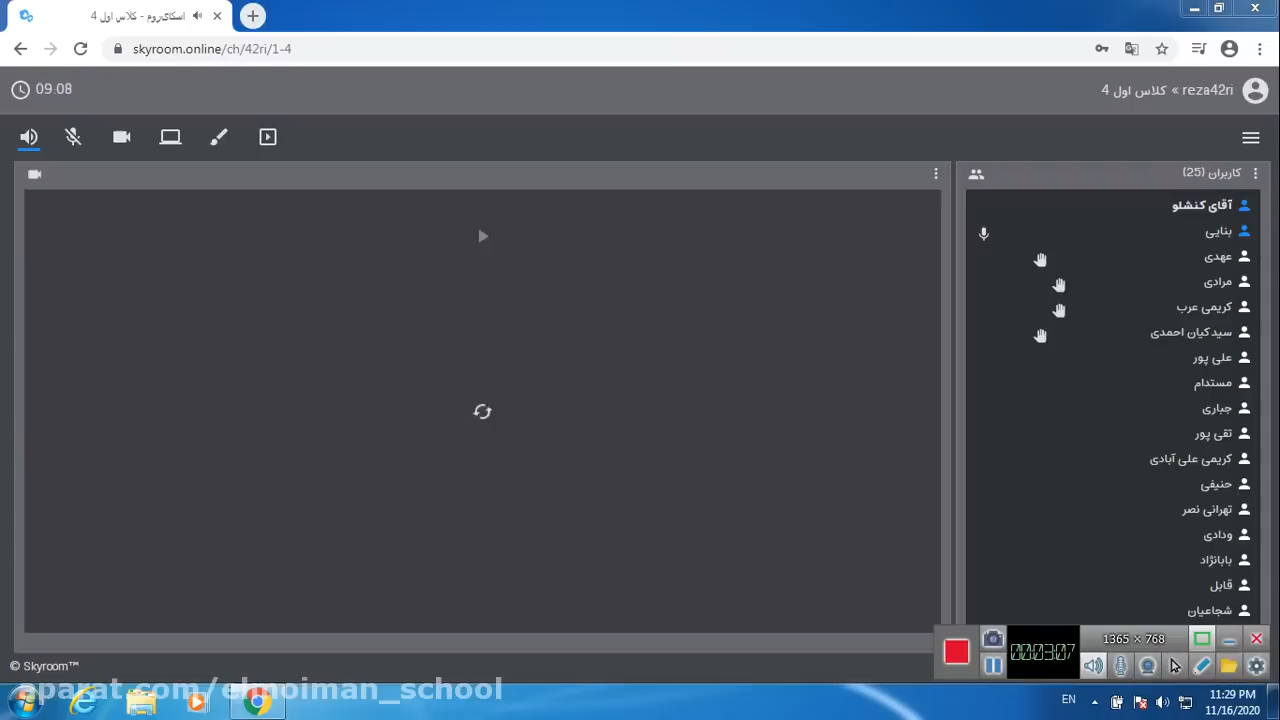 اسکای‌روم - کلاس اول 4
skyroom.online/ch/42ri/1-4
09:08
reza42ri » کلاس اول 4
کاربران (25)
آقای کنشلو
بنایی
عهدی
مرادی
کریمی عرب
سیدکیان احمدی
علی پور
مستدام
جباری
تقی پور
کریمی علی آبادی
حنیفی
تهرانی نصر
ودادی
بابانژاد
قابل
شجاعیان
1365 × 768
00:03:07
© Skyroom™
aparat.com/elmoiman_school
EN
11:29 PM
11/16/2020